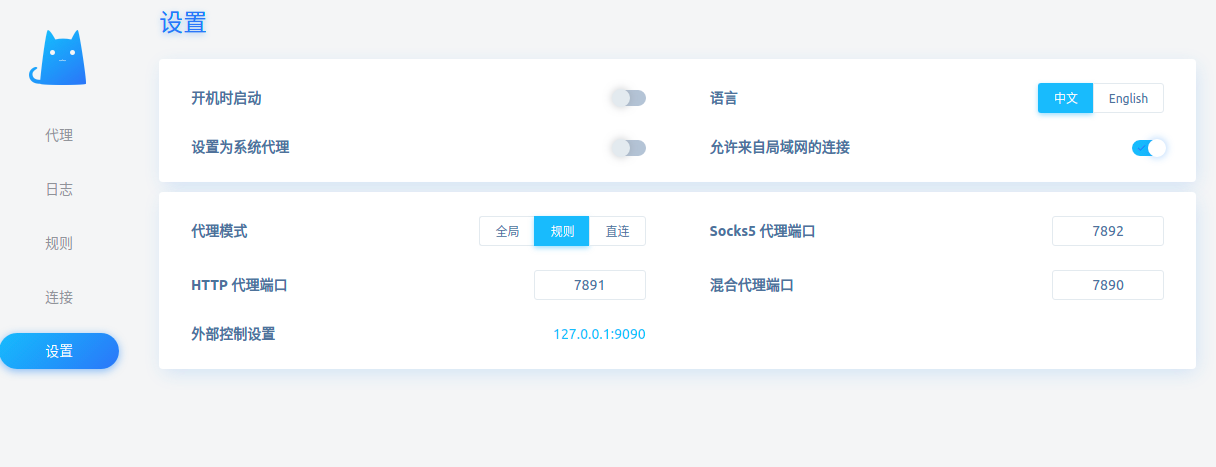 设置
代理
日志
规则
连接
设置
开机时启动
语言 中文 English
设置为系统代理
允许来自局域网的连接
代理模式 全局 规则 直连
Socks5 代理端口 7892
HTTP 代理端口 7891
混合代理端口 7890
外部控制设置 127.0.0.1:9090